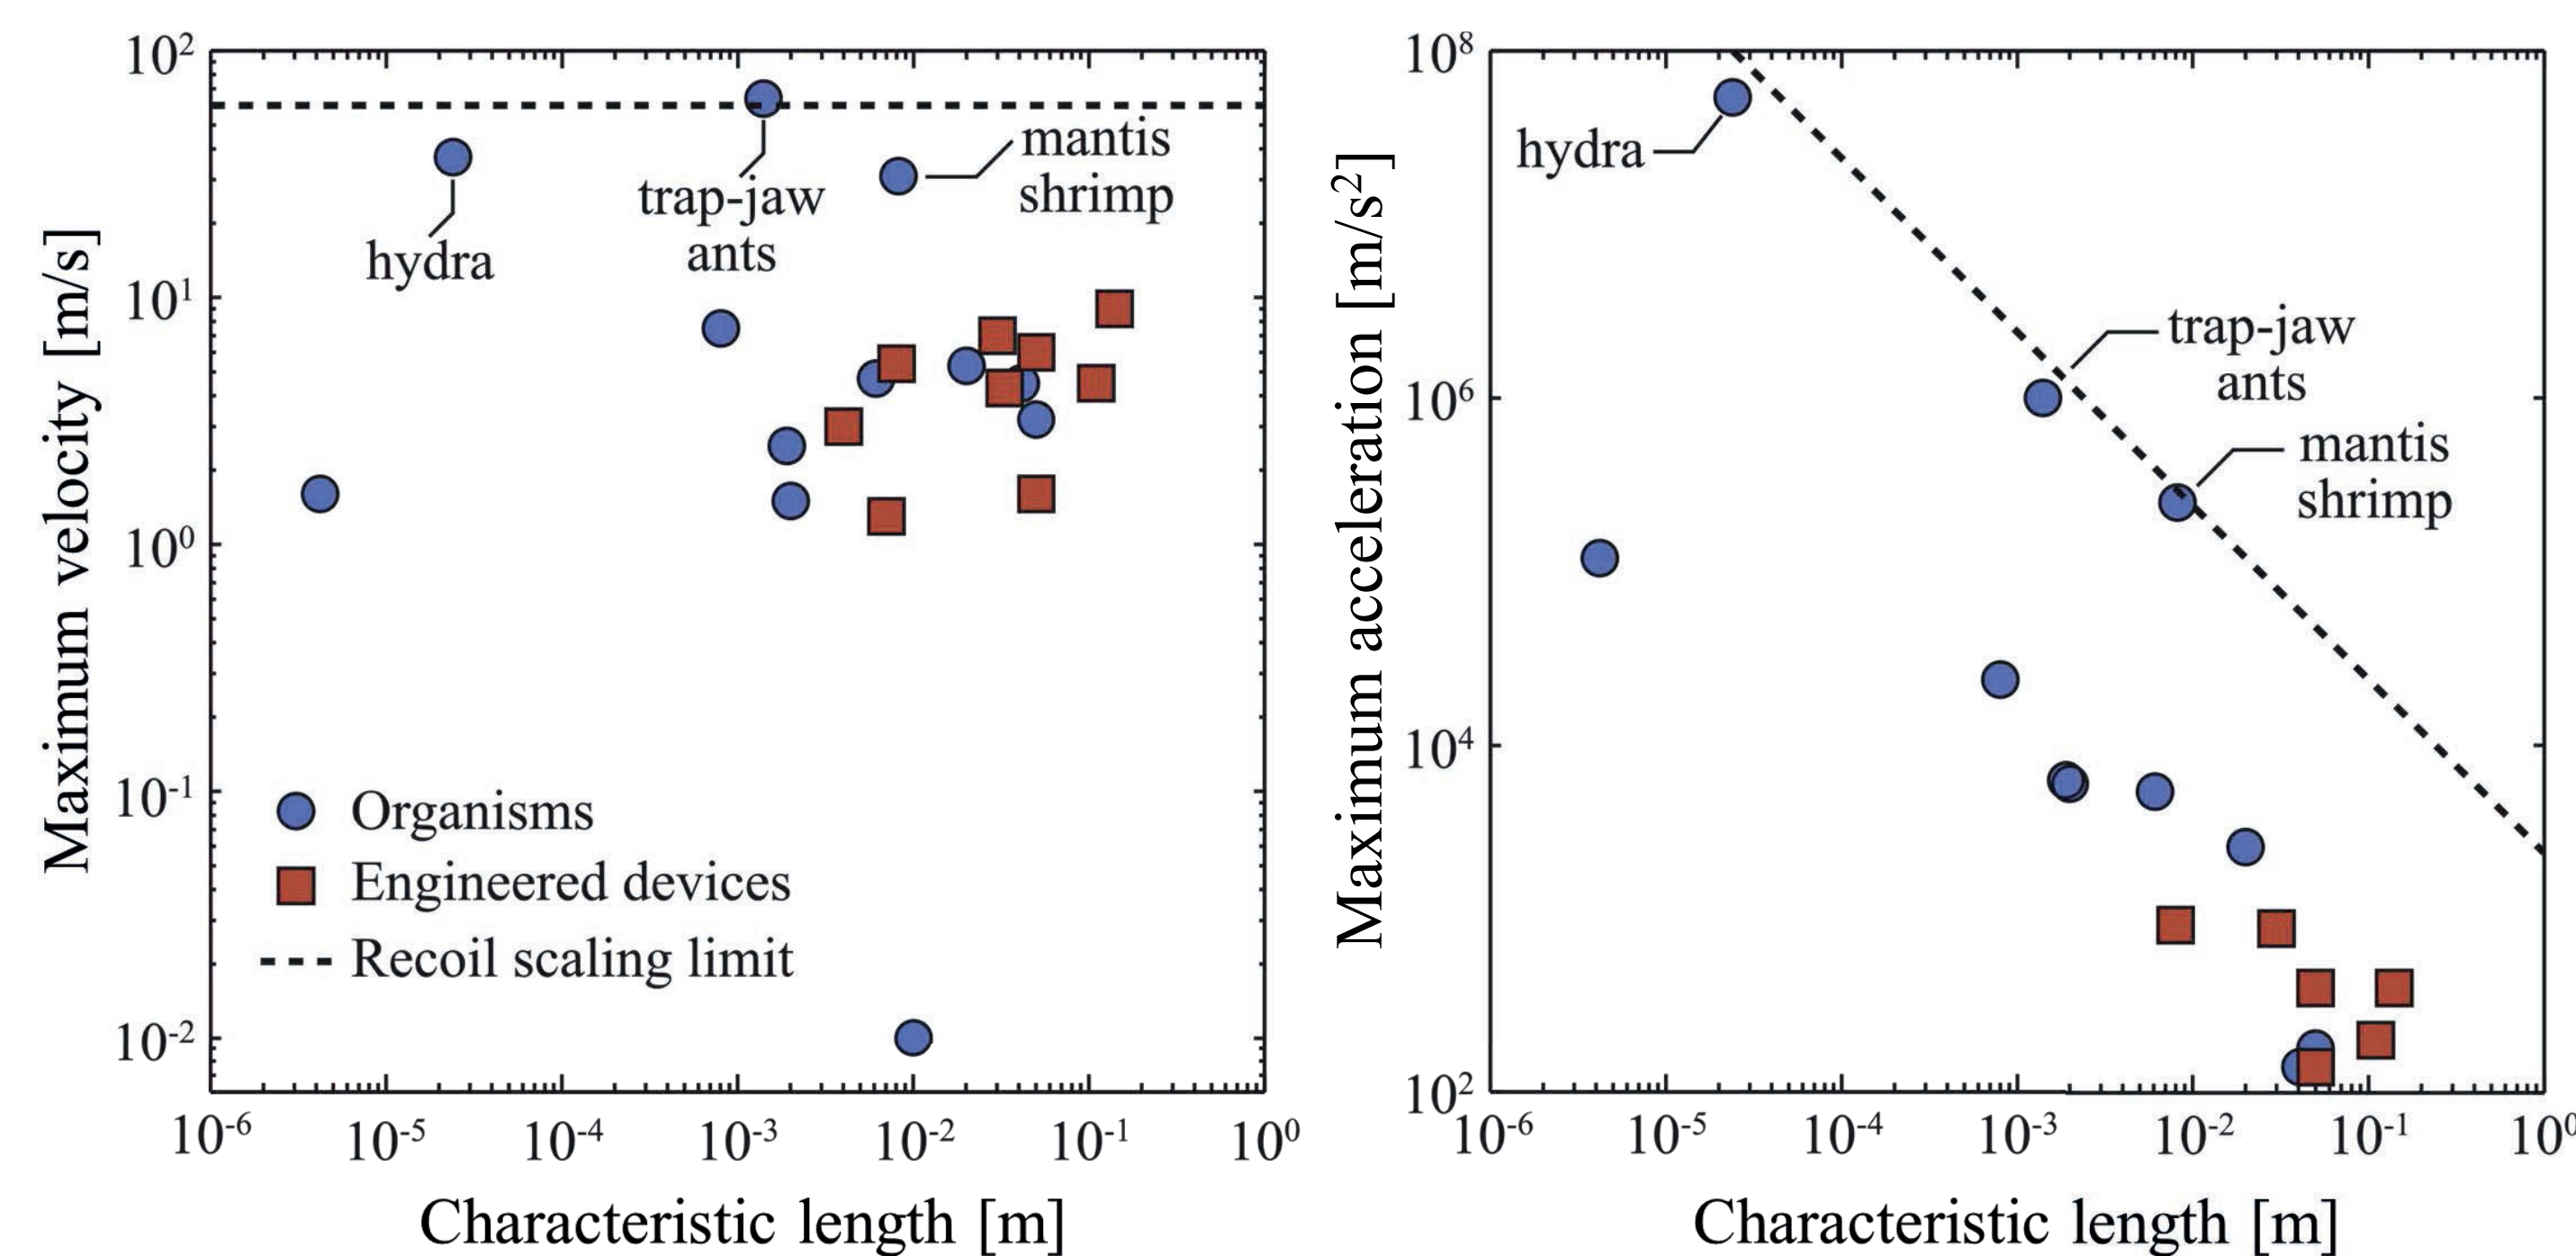 Maximum velocity [m/s]
10²
10¹
10⁰
10⁻¹
10⁻²
hydra
trap-jaw
ants
mantis
shrimp
Organisms
Engineered devices
Recoil scaling limit
10⁻⁶ 10⁻⁵ 10⁻⁴ 10⁻³ 10⁻² 10⁻¹ 10⁰
Characteristic length [m]
Maximum acceleration [m/s²]
10⁸
10⁶
10⁴
10²
hydra
trap-jaw
ants
mantis
shrimp
10⁻⁶ 10⁻⁵ 10⁻⁴ 10⁻³ 10⁻² 10⁻¹ 10⁰
Characteristic length [m]